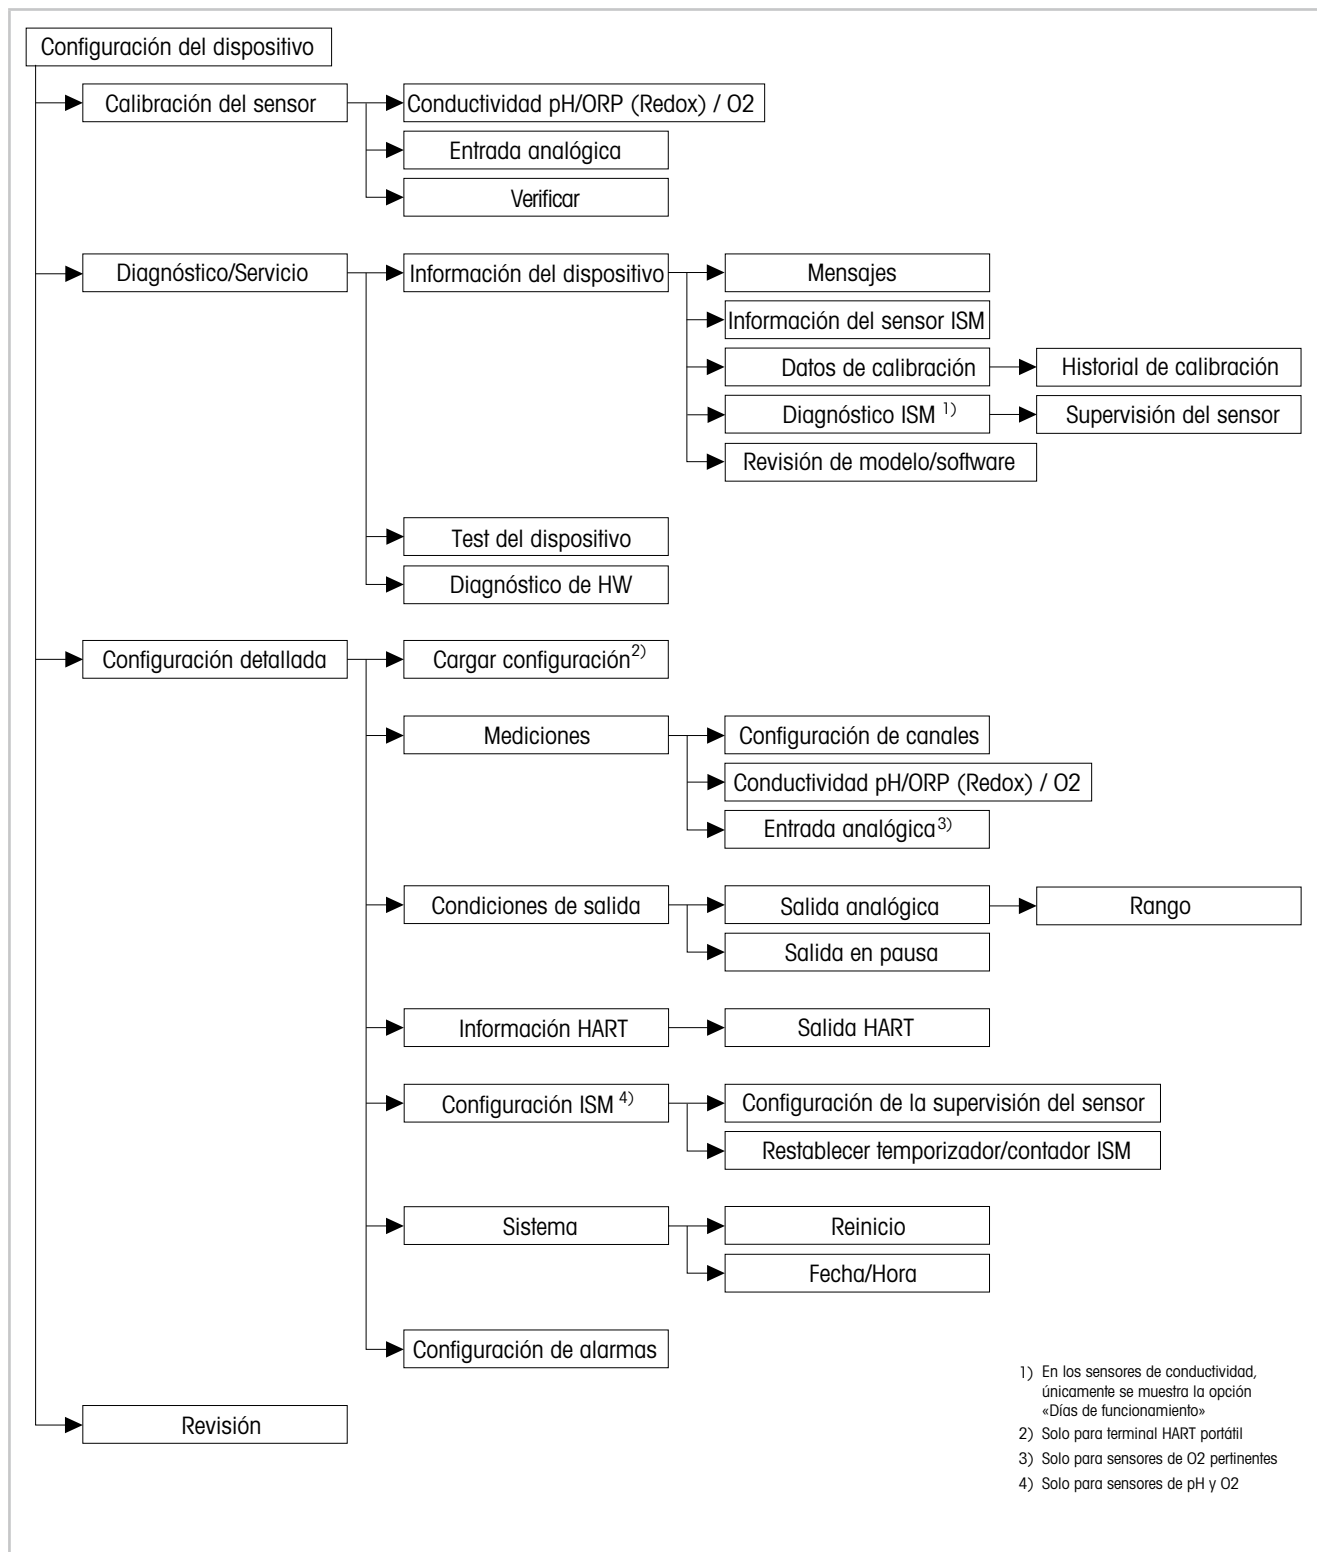 Configuración del dispositivo
Calibración del sensor
Conductividad pH/ORP (Redox) / O2
Entrada analógica
Verificar
Diagnóstico/Servicio
Información del dispositivo
Mensajes
Información del sensor ISM
Datos de calibración
Historial de calibración
Diagnóstico ISM 1)
Supervisión del sensor
Revisión de modelo/software
Test del dispositivo
Diagnóstico de HW
Configuración detallada
Cargar configuración2)
Mediciones
Configuración de canales
Conductividad pH/ORP (Redox) / O2
Entrada analógica3)
Condiciones de salida
Salida analógica
Rango
Salida en pausa
Información HART
Salida HART
Configuración ISM 4)
Configuración de la supervisión del sensor
Restablecer temporizador/contador ISM
Sistema
Reinicio
Fecha/Hora
Configuración de alarmas
Revisión
1) En los sensores de conductividad,
únicamente se muestra la opción
«Días de funcionamiento»
2) Solo para terminal HART portátil
3) Solo para sensores de O2 pertinentes
4) Solo para sensores de pH y O2